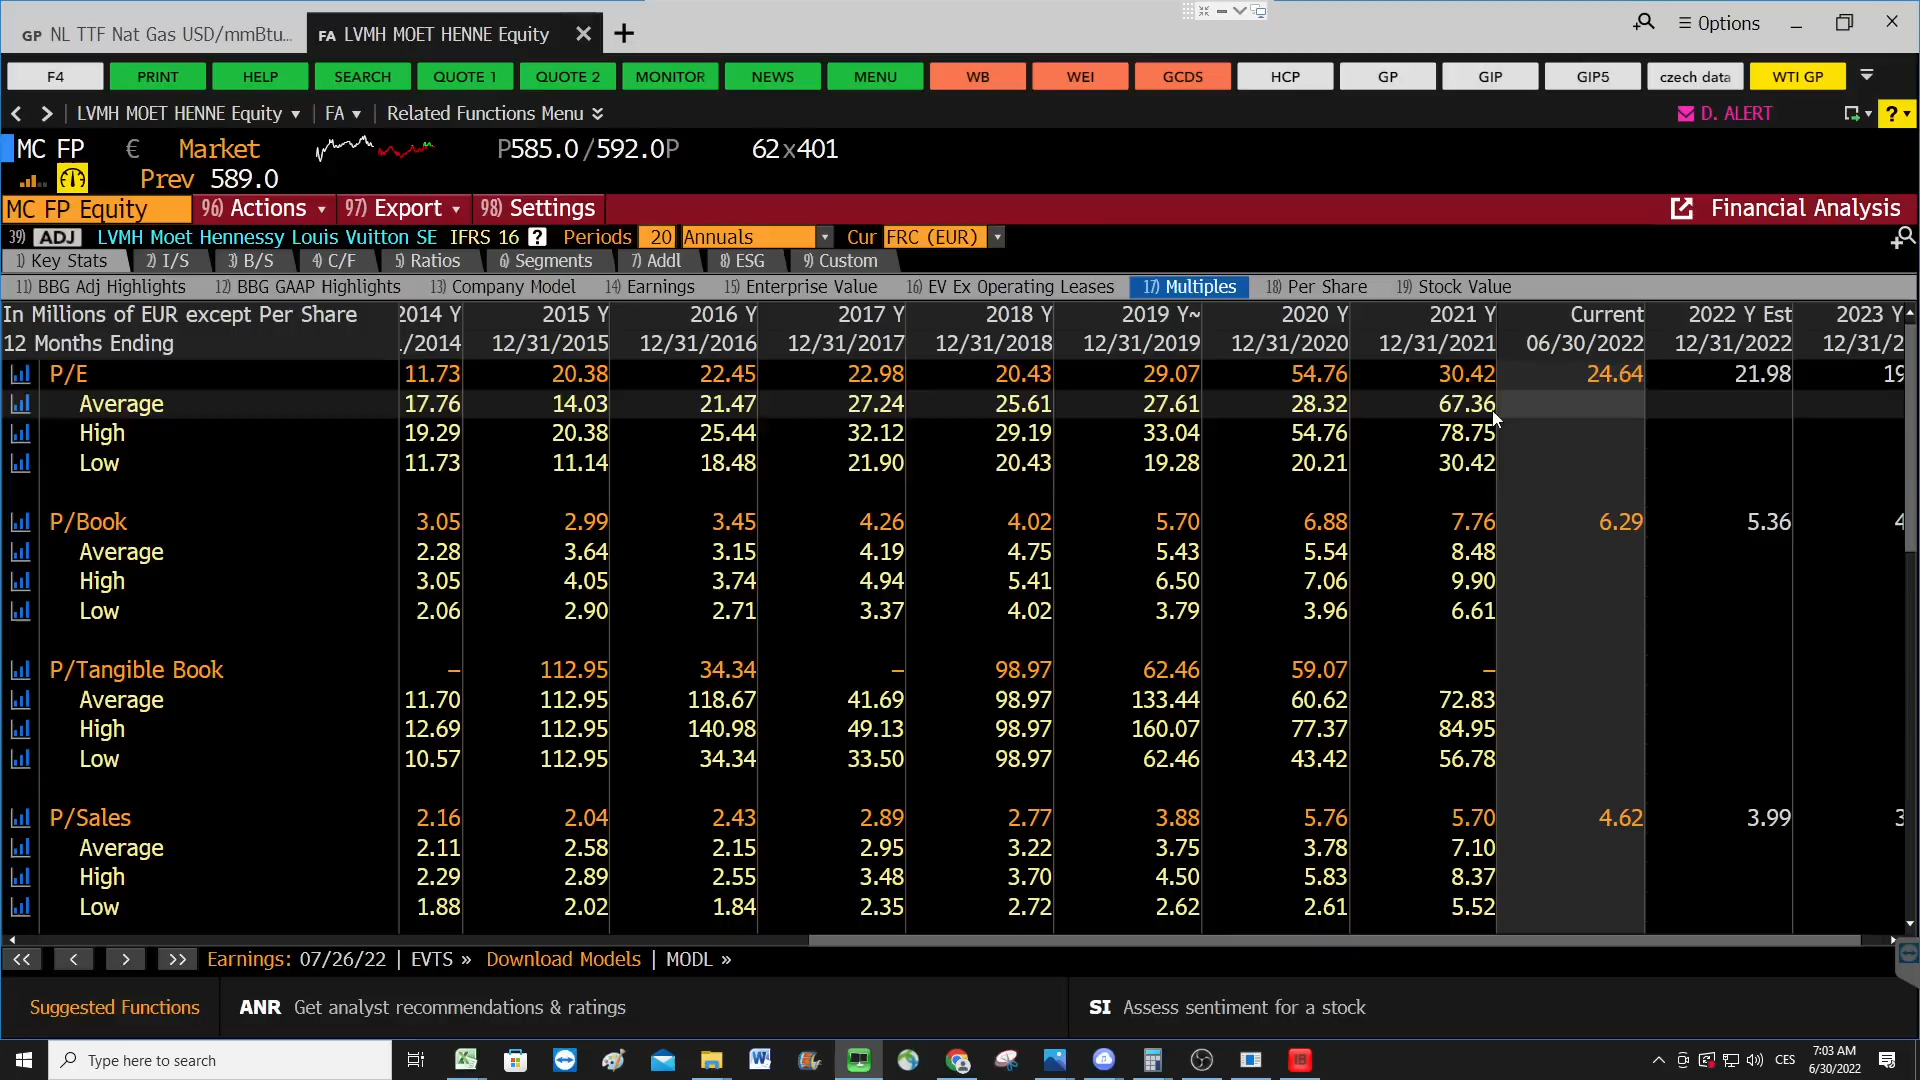 GP NL TTF Nat Gas USD/mmBtu... FA LVMH MOET HENNE Equity Options
F4 PRINT HELP SEARCH QUOTE 1 QUOTE 2 MONITOR NEWS MENU WB WEI GCDS HCP GP GIP GIP5 czech data WTI GP
LVMH MOET HENNE Equity FA Related Functions Menu D. ALERT ?
MC FP € Market P585.0/592.0P 62x401
Prev 589.0
MC FP Equity 96) Actions 97) Export 98) Settings Financial Analysis
39) ADJ LVMH Moet Hennessy Louis Vuitton SE IFRS 16 ? Periods 20 Annuals Cur FRC (EUR)
1) Key Stats 2) I/S 3) B/S 4) C/F 5) Ratios 6) Segments 7) Addl 8) ESG 9) Custom
11) BBG Adj Highlights 12) BBG GAAP Highlights 13) Company Model 14) Earnings 15) Enterprise Value 16) EV Ex Operating Leases 17) Multiples 18) Per Share 19) Stock Value
In Millions of EUR except Per Share 2014 Y 2015 Y 2016 Y 2017 Y 2018 Y 2019 Y~ 2020 Y 2021 Y Current 2022 Y Est 2023 Y
12 Months Ending /2014 12/31/2015 12/31/2016 12/31/2017 12/31/2018 12/31/2019 12/31/2020 12/31/2021 06/30/2022 12/31/2022 12/31/2
P/E 11.73 20.38 22.45 22.98 20.43 29.07 54.76 30.42 24.64 21.98 19
Average 17.76 14.03 21.47 27.24 25.61 27.61 28.32 67.36
High 19.29 20.38 25.44 32.12 29.19 33.04 54.76 78.75
Low 11.73 11.14 18.48 21.90 20.43 19.28 20.21 30.42
P/Book 3.05 2.99 3.45 4.26 4.02 5.70 6.88 7.76 6.29 5.36 4
Average 2.28 3.64 3.15 4.19 4.75 5.43 5.54 8.48
High 3.05 4.05 3.74 4.94 5.41 6.50 7.06 9.90
Low 2.06 2.90 2.71 3.37 4.02 3.79 3.96 6.61
P/Tangible Book – 112.95 34.34 – 98.97 62.46 59.07 –
Average 11.70 112.95 118.67 41.69 98.97 133.44 60.62 72.83
High 12.69 112.95 140.98 49.13 98.97 160.07 77.37 84.95
Low 10.57 112.95 34.34 33.50 98.97 62.46 43.42 56.78
P/Sales 2.16 2.04 2.43 2.89 2.77 3.88 5.76 5.70 4.62 3.99 3
Average 2.11 2.58 2.15 2.95 3.22 3.75 3.78 7.10
High 2.29 2.89 2.55 3.48 3.70 4.50 5.83 8.37
Low 1.88 2.02 1.84 2.35 2.72 2.62 2.61 5.52
<< < > >> Earnings: 07/26/22 | EVTS » Download Models | MODL »
Suggested Functions ANR Get analyst recommendations & ratings SI Assess sentiment for a stock
Type here to search CES 7:03 AM
6/30/2022